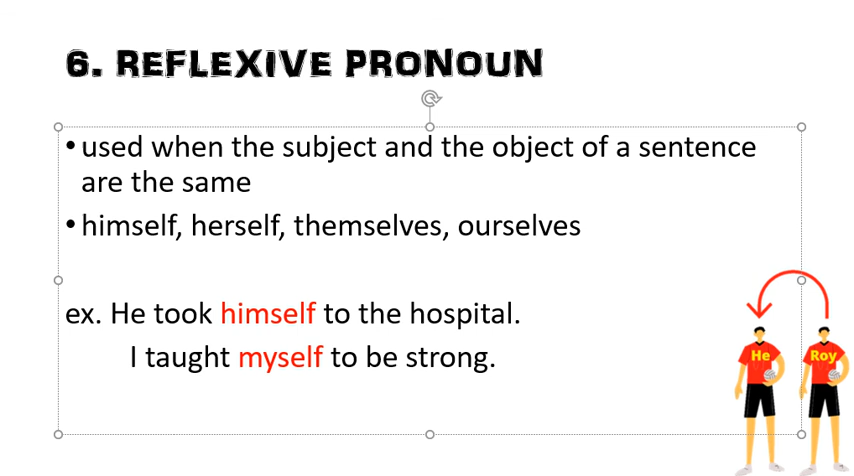 6. REFLEXIVE PRONOUN
• used when the subject and the object of a sentence
are the same
• himself, herself, themselves, ourselves
ex. He took himself to the hospital.
I taught myself to be strong.
He
Roy